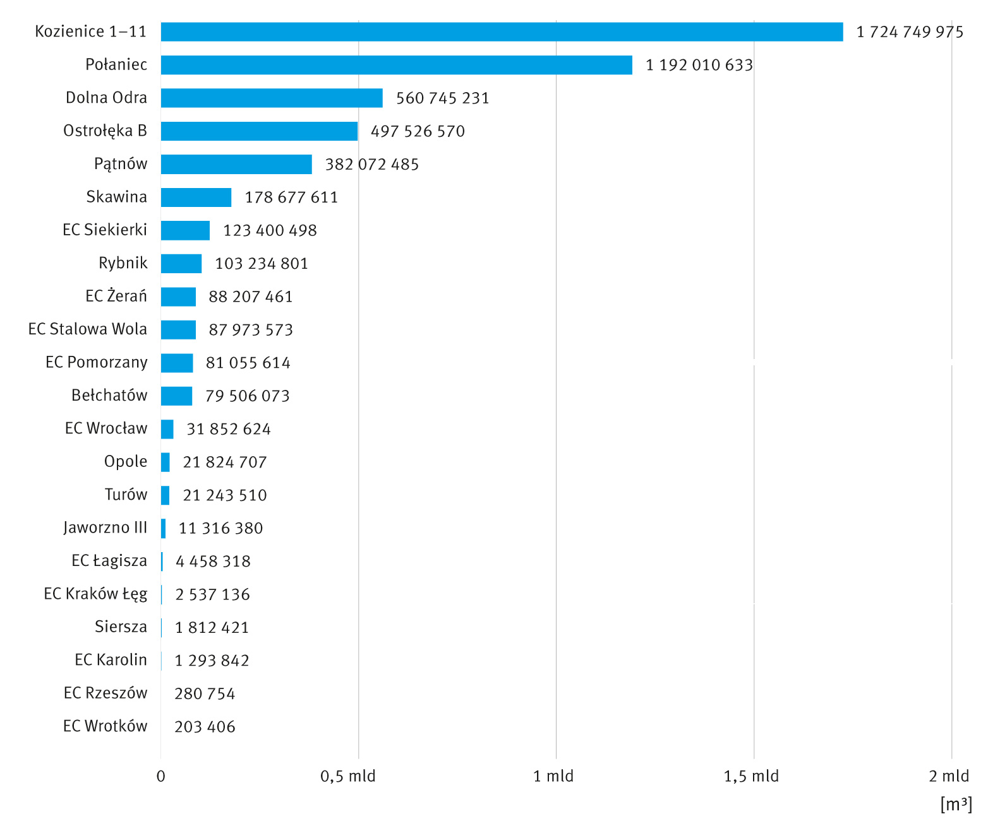 Kozienice 1–11 1 724 749 975
Połaniec 1 192 010 633
Dolna Odra 560 745 231
Ostrołęka B 497 526 570
Pątnów 382 072 485
Skawina 178 677 611
EC Siekierki 123 400 498
Rybnik 103 234 801
EC Żerań 88 207 461
EC Stalowa Wola 87 973 573
EC Pomorzany 81 055 614
Bełchatów 79 506 073
EC Wrocław 31 852 624
Opole 21 824 707
Turów 21 243 510
Jaworzno III 11 316 380
EC Łagisza 4 458 318
EC Kraków Łęg 2 537 136
Siersza 1 812 421
EC Karolin 1 293 842
EC Rzeszów 280 754
EC Wrotków 203 406
0 0,5 mld 1 mld 1,5 mld 2 mld
[m³]